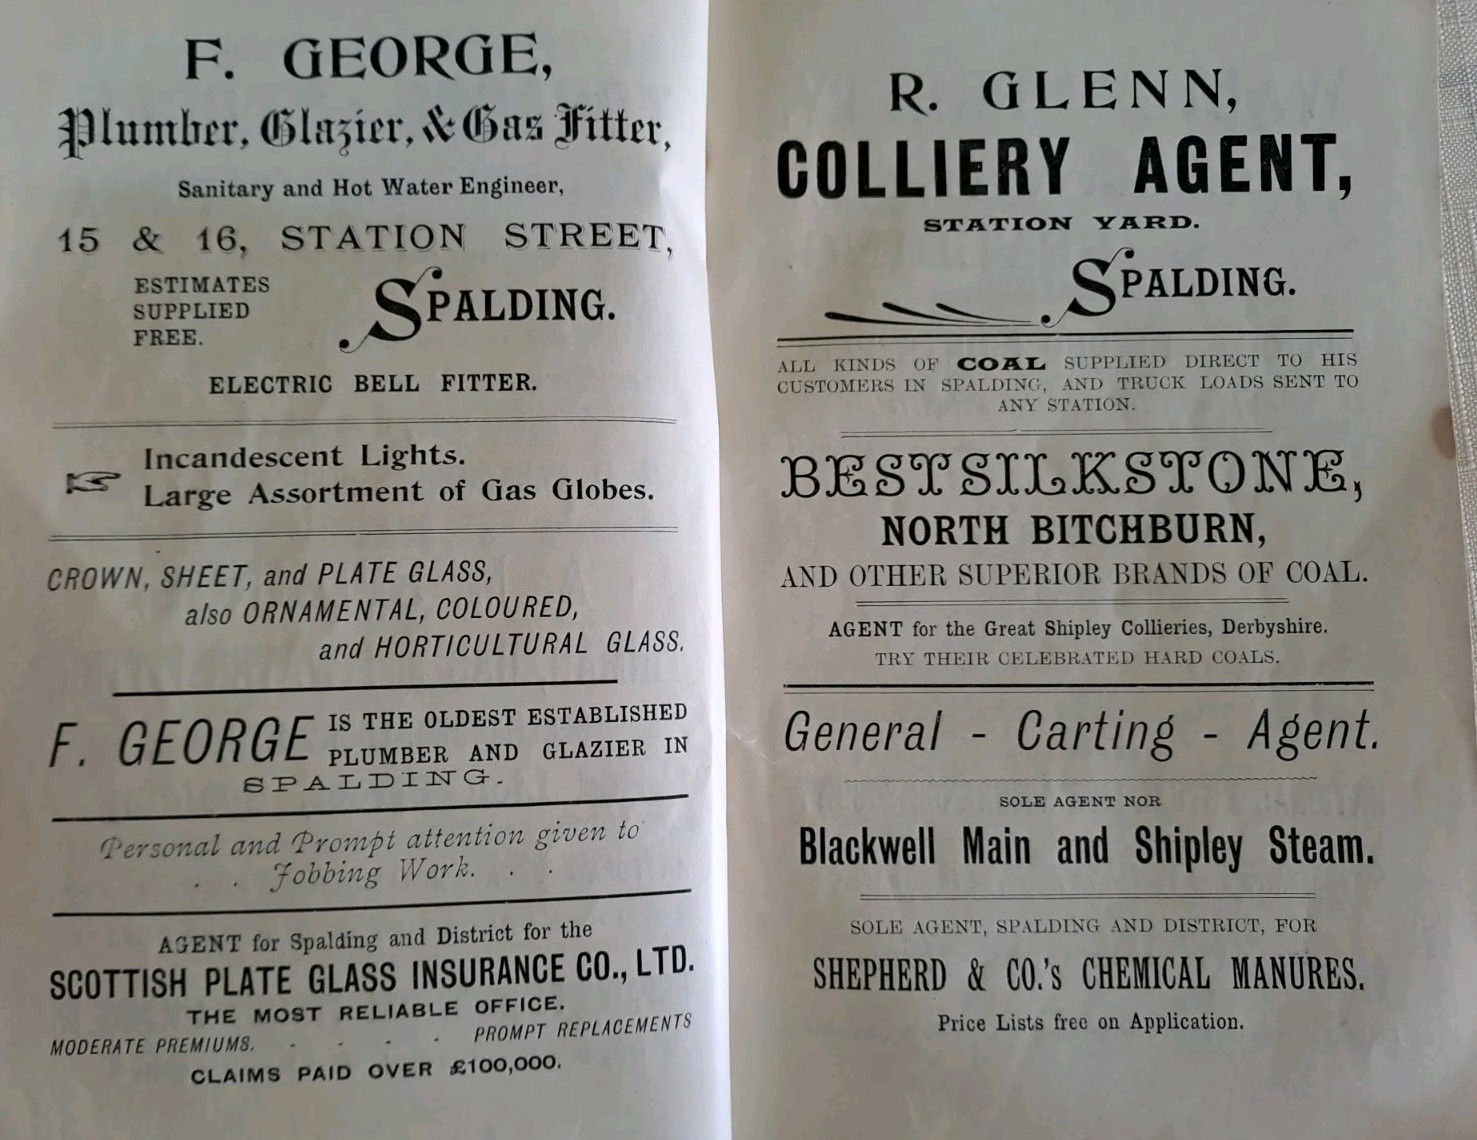 F. GEORGE,
Plumber, Glazier, & Gas Fitter,
Sanitary and Hot Water Engineer,
15 & 16, STATION STREET,
ESTIMATES
SUPPLIED
FREE.
SPALDING.
ELECTRIC BELL FITTER.
Incandescent Lights.
Large Assortment of Gas Globes.
CROWN, SHEET, and PLATE GLASS,
also ORNAMENTAL, COLOURED,
and HORTICULTURAL GLASS.
F. GEORGE IS THE OLDEST ESTABLISHED
PLUMBER AND GLAZIER IN
SPALDING.
Personal and Prompt attention given to
. . Jobbing Work. . .
AGENT for Spalding and District for the
SCOTTISH PLATE GLASS INSURANCE CO., LTD.
THE MOST RELIABLE OFFICE.
MODERATE PREMIUMS. - - - - PROMPT REPLACEMENTS
CLAIMS PAID OVER £100,000.
R. GLENN,
COLLIERY AGENT,
STATION YARD.
SPALDING.
ALL KINDS OF COAL SUPPLIED DIRECT TO HIS
CUSTOMERS IN SPALDING, AND TRUCK LOADS SENT TO
ANY STATION.
BEST SILKSTONE,
NORTH BITCHBURN,
AND OTHER SUPERIOR BRANDS OF COAL.
AGENT for the Great Shipley Collieries, Derbyshire.
TRY THEIR CELEBRATED HARD COALS.
General - Carting - Agent.
SOLE AGENT NOR
Blackwell Main and Shipley Steam.
SOLE AGENT, SPALDING AND DISTRICT, FOR
SHEPHERD & CO.'s CHEMICAL MANURES.
Price Lists free on Application.